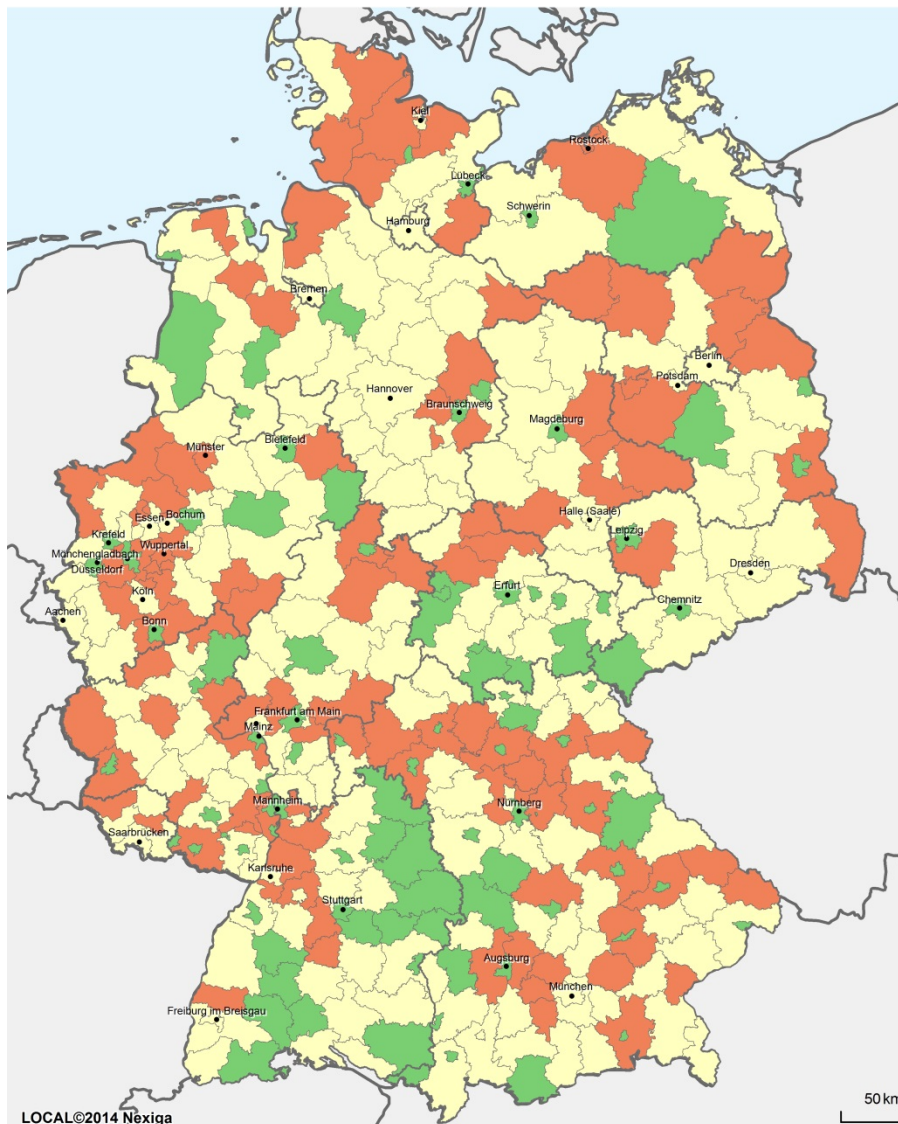 Kiel
Rostock
Lübeck
Schwerin
Hamburg
Bremen
Berlin
Potsdam
Hannover
Braunschweig
Magdeburg
Bielefeld
Münster
Essen
Bochum
Krefeld
Halle (Saale)
Leipzig
Mönchengladbach
Wuppertal
Düsseldorf
Dresden
Köln
Erfurt
Chemnitz
Aachen
Bonn
Frankfurt am Main
Mainz
Mannheim
Nürnberg
Saarbrücken
Karlsruhe
Stuttgart
Augsburg
München
Freiburg im Breisgau
50 km
LOCAL©2014 Nexiga